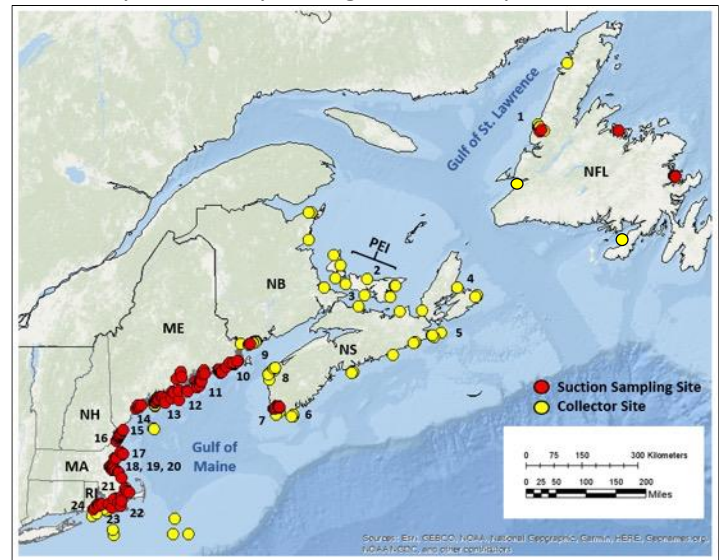 1
Gulf of St. Lawrence
NFL
PEI
2
NB
3
4
ME
NS
5
9
10
8
11
12
13
7
6
14
NH
15
16
Gulf of
Maine
17
MA
18, 19, 20
21
RI
24
22
23
Suction Sampling Site
Collector Site
0 75 150 300 Kilometers
0 25 50 100 150 200
Miles
Sources: Esri, GEBCO, NOAA, National Geographic, Garmin, HERE, Geonames.org,
NOAA NGDC, and other contributors